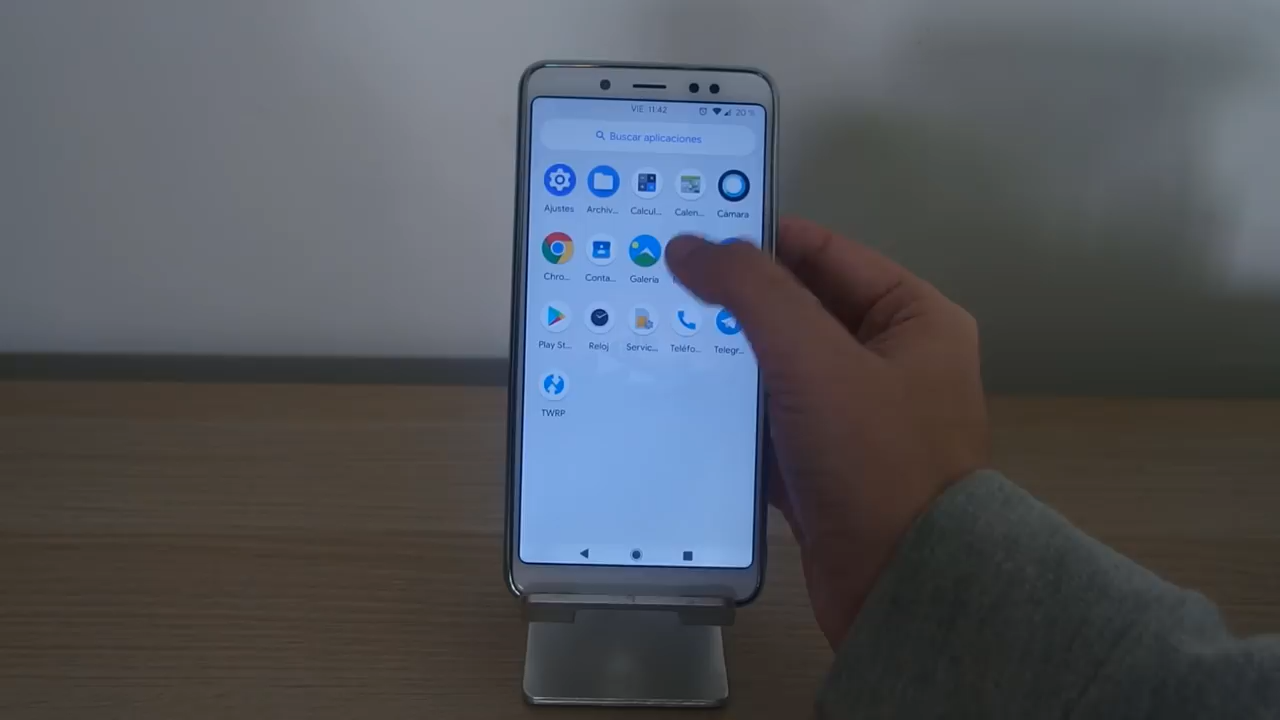 VIE. 11:42 20 %
Buscar aplicaciones
Ajustes Archiv... Calcul... Calen... Cámara
Chro... Conta... Galería
Play St... Reloj Servic... Teléfo... Telegr...
TWRP